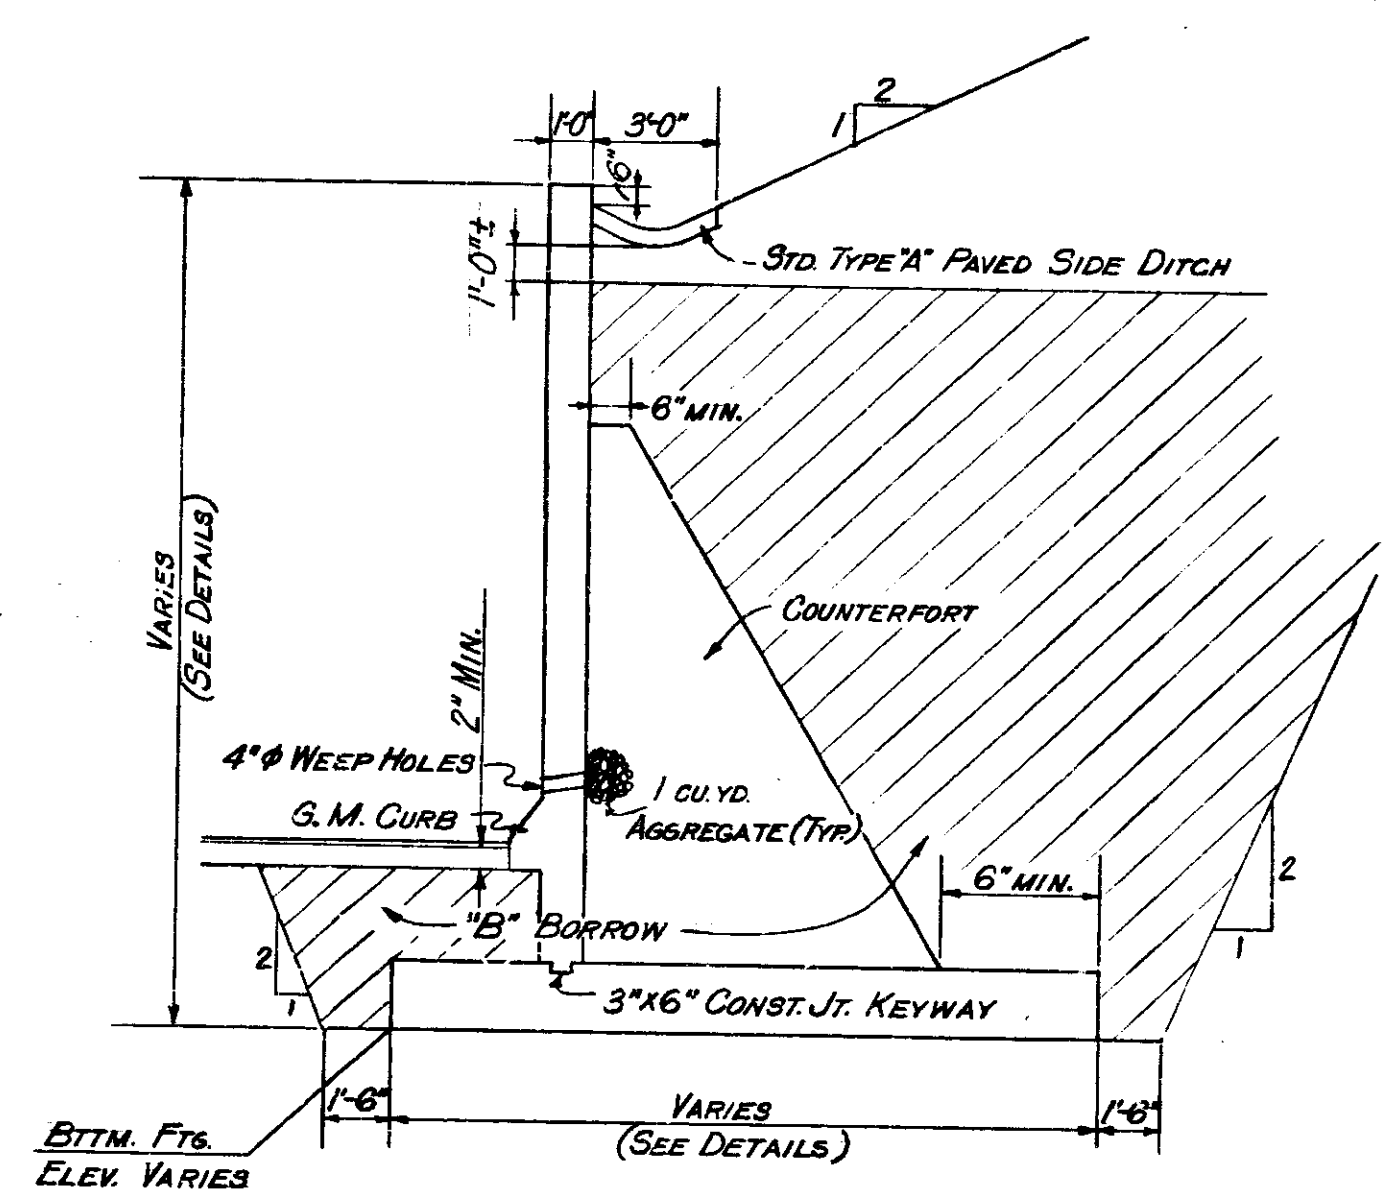 2
1
1'-0"
3'-0"
6"
1'-0"±
STD. TYPE "A" PAVED SIDE DITCH
6" MIN.
VARIES
(SEE DETAILS)
COUNTERFORT
2" MIN.
4" ϕ WEEP HOLES
1 CU. YD.
AGGREGATE (TYP.)
G. M. CURB
6" MIN.
2
1
"B" BORROW
2
1
3"X6" CONST. JT. KEYWAY
1'-6"
VARIES
(SEE DETAILS)
1'-6"
BTTM. FTG.
ELEV. VARIES